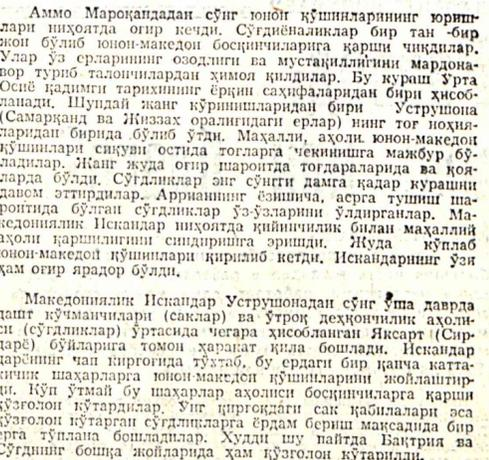 Аммо Мароқандадан сўнг юнон қўшинларининг юриш-
лари ниҳоятда оғир кечди. Сўғдиёналиклар бир тан -бир
жон бўлиб юнон-македон босқинчиларига қарши чиқдилар.
Улар ўз ерларининг озодлиги ва мустақиллигини мардона-
вор туриб талончилардан ҳимоя қилдилар. Бу кураш Ўрта
Осиё қадимги тарихининг ёрқин саҳифаларидан бири ҳисоб-
ланади. Шундай жанг кўринишларидан бири Уструшона
(Самарқанд ва Жиззах оралиғидаги ерлар) нинг тоғ ноҳия-
ларидан бирида бўлиб ўтди. Маҳалли, аҳоли. юнон-македон
қўшинлари сиқуви остида тоғларга чекинишга мажбур бў-
ладилар. Жанг жуда оғир шароитда тоғдараларида ва қоя-
ларда бўлди. Сўғдликлар энг сўнгги дамга қадар курашни
давом эттирдилар. Аррианнинг ёзишича, асрга тушиш ша-
роитида бўлган сўғдликлар ўз-ўзларини ўлдирганлар. Ма-
кедониялик Искандар ниҳоятда қийинчилик билан маҳаллий
аҳоли қаршилигини синдиришга эришди. Жуда кўплаб
юнон-македон қўшинлари қирилиб кетди. Искандарнинг ўзи
ҳам оғир ярадор бўлди.
Македониялик Искандар Уструшонадан сўнг ўша даврда
дашт кўчманчилари (саклар) ва ўтроқ деҳқончилик аҳоли-
си (сўғдликлар) ўртасида чегара ҳисобланган Яксарт (Сир-
дарё) бўйларига томон ҳаракат қила бошлади. Искандар
дарёнинг чап қирғоғида тўхтаб, бу ердаги бир қанча катта-
кичик шаҳарларга юнон-македон қўшинларини жойлаштир-
ди. Кўп ўтмай бу шаҳарлар аҳолиси босқинчиларга қарши
қўзғолон кўтардилар. Унг қирғоқдаги сак қабилалари эса
қўзғолон кўтарган сўғдликларга ёрдам бериш мақсадида бир
ерга тўплана бошладилар. Худди шу пайтда Бақтрия ва
Сўғднинг бошқа жойларида ҳам қўзғолон кўтарилди.